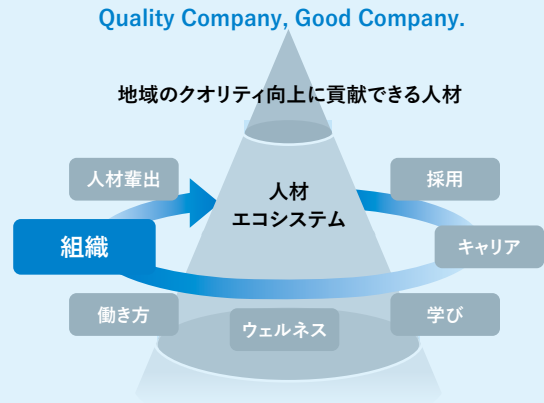 Quality Company, Good Company.
地域のクオリティ向上に貢献できる人材
人材輩出
採用
人材
エコシステム
組織
キャリア
働き方
ウェルネス
学び